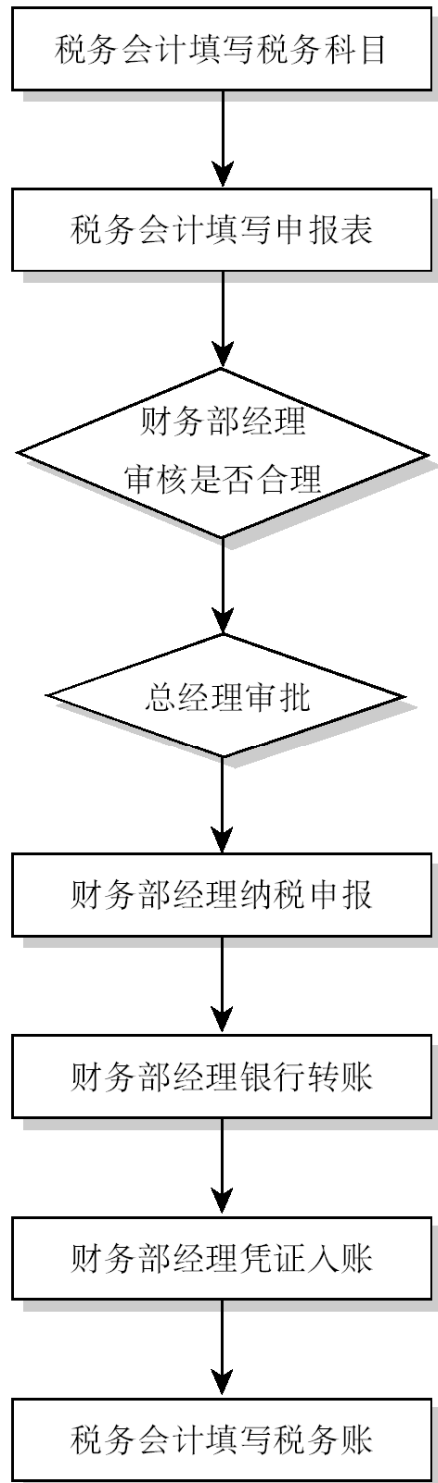 税务会计填写税务科目
税务会计填写申报表
财务部经理
审核是否合理
总经理审批
财务部经理纳税申报
财务部经理银行转账
财务部经理凭证入账
税务会计填写税务账